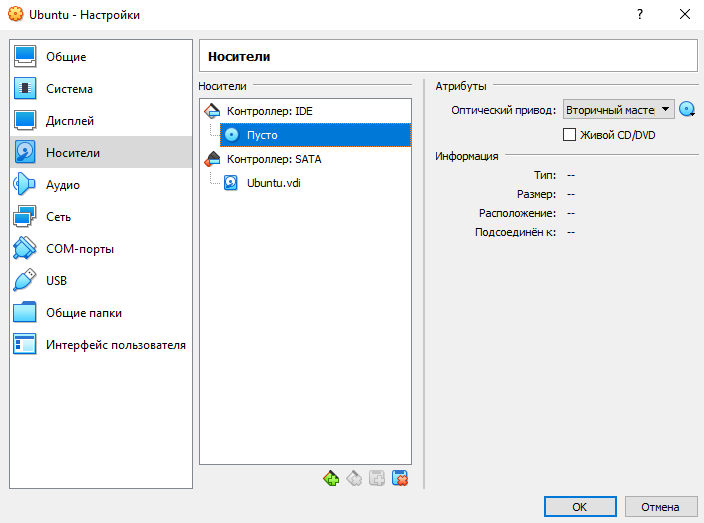 Ubuntu - Настройки
Общие
Система
Дисплей
Носители
Аудио
Сеть
COM-порты
USB
Общие папки
Интерфейс пользователя
Носители
Носители
Контроллер: IDE
Пусто
Контроллер: SATA
Ubuntu.vdi
Атрибуты
Оптический привод: Вторичный масте
Живой CD/DVD
Информация
Тип: --
Размер: --
Расположение: --
Подсоединён к: --
OK
Отмена